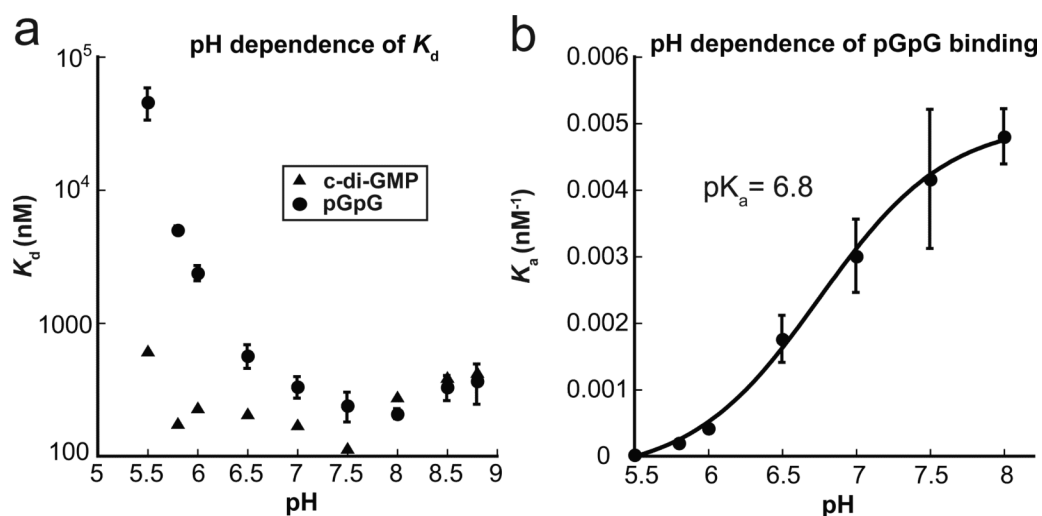 a
pH dependence of Kd
10^5
10^4
1000
100
Kd (nM)
c-di-GMP
pGpG
5 5.5 6 6.5 7 7.5 8 8.5 9
pH
b
pH dependence of pGpG binding
0.006
0.005
0.004
0.003
0.002
0.001
0
Ka (nM-1)
pKa= 6.8
5.5 6 6.5 7 7.5 8
pH